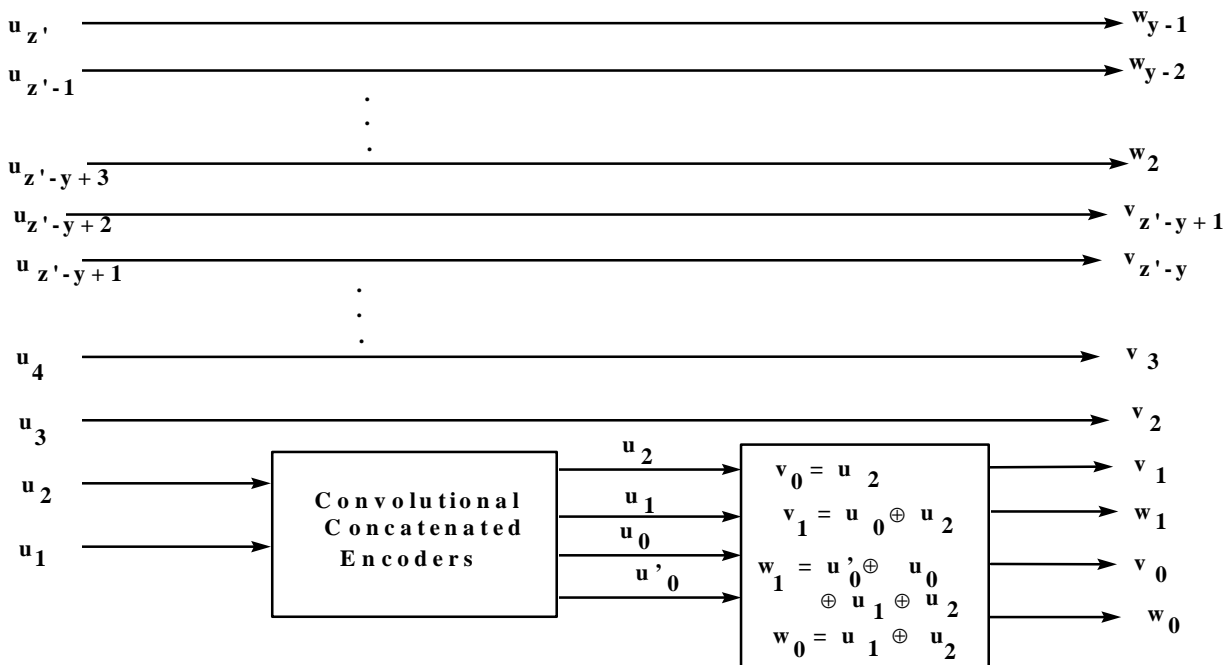 u z' w y-1
u z'-1 w y-2
u z'-y+3 w 2
u z'-y+2 v z'-y+1
u z'-y+1 v z'-y
u 4 v 3
u 3 v 2
u 2
u 1
Convolutional
Concatenated
Encoders
u 2
u 1
u 0
u’ 0
v 0 = u 2
v 1 = u 0 ⊕ u 2
w 1 = u’ 0 ⊕ u 0
⊕ u 1 ⊕ u 2
w 0 = u 1 ⊕ u 2
v 1
w 1
v 0
w 0